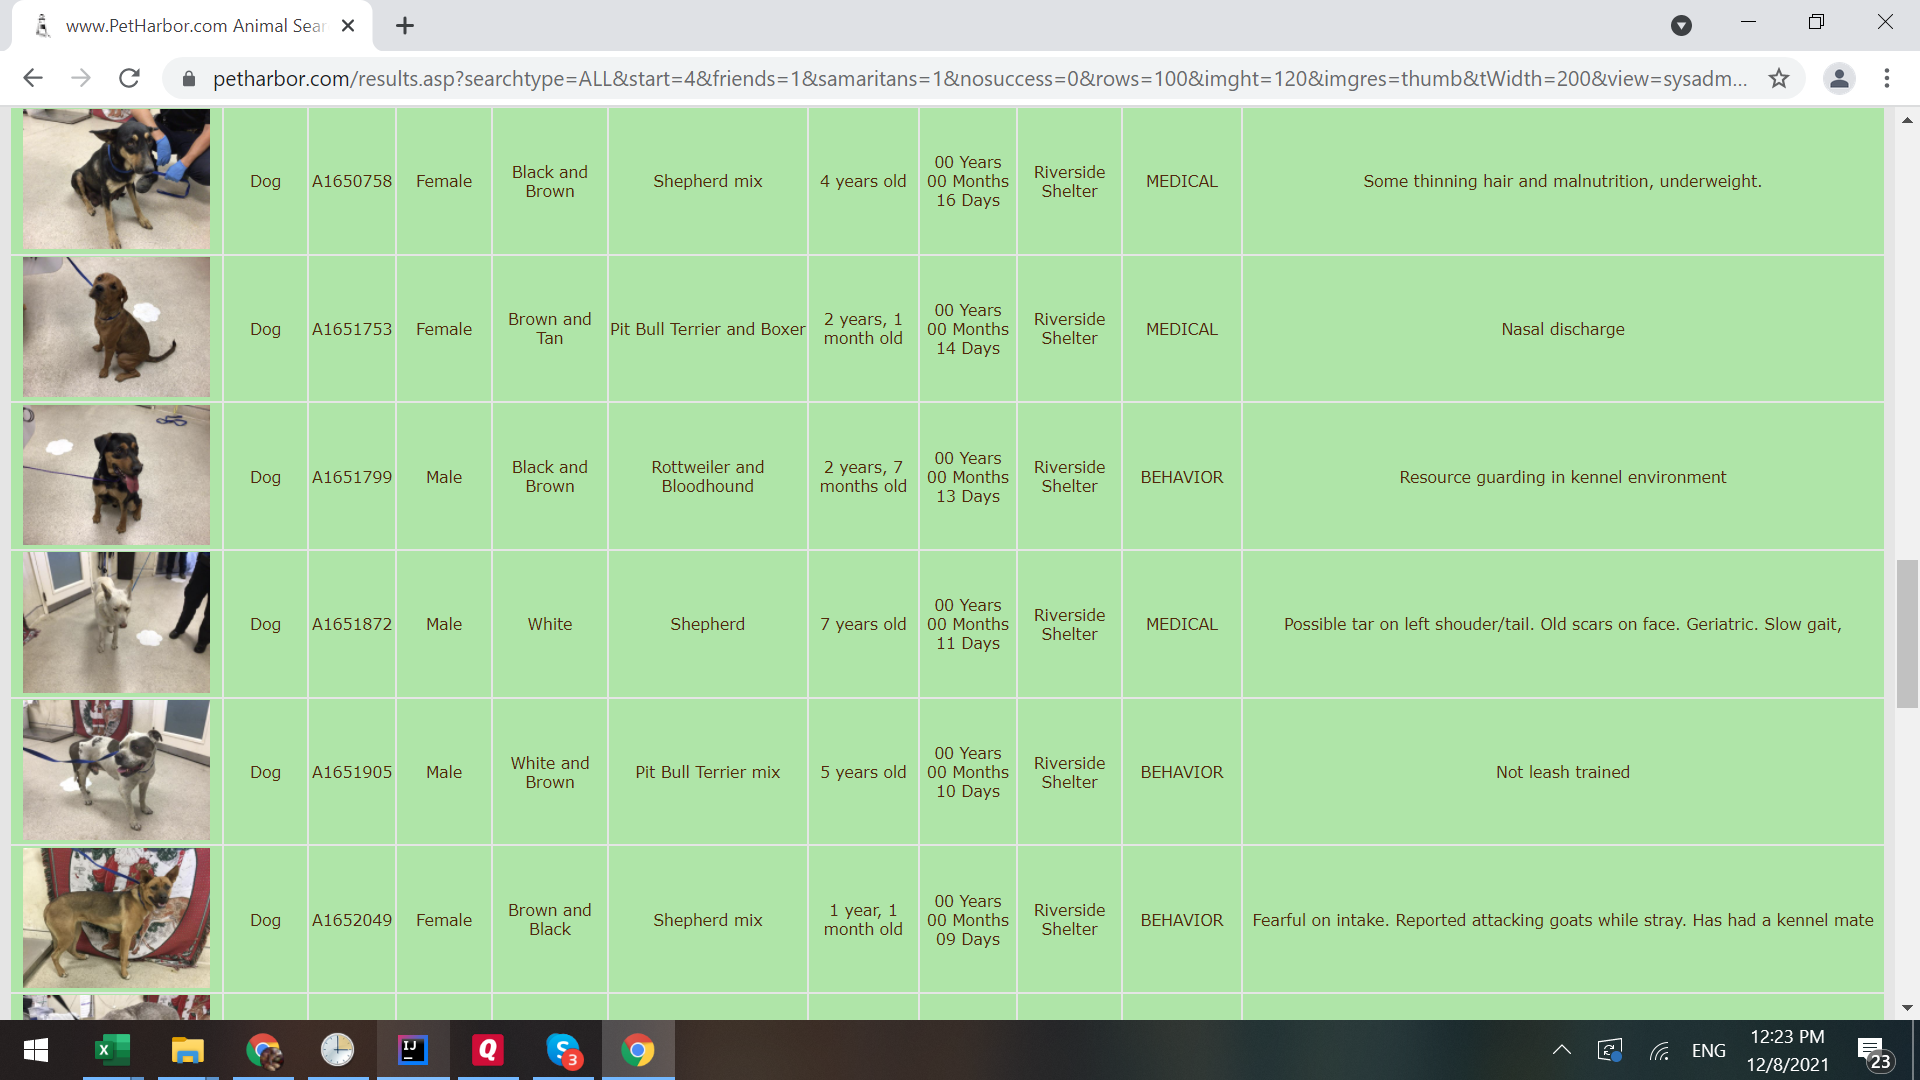 www.PetHarbor.com Animal Sear
petharbor.com/results.asp?searchtype=ALL&start=4&friends=1&samaritans=1&nosuccess=0&rows=100&imght=120&imgres=thumb&tWidth=200&view=sysadm...
Dog
A1650758
Female
Black and
Brown
Shepherd mix
4 years old
00 Years
00 Months
16 Days
Riverside
Shelter
MEDICAL
Some thinning hair and malnutrition, underweight.
Dog
A1651753
Female
Brown and
Tan
Pit Bull Terrier and Boxer
2 years, 1
month old
00 Years
00 Months
14 Days
Riverside
Shelter
MEDICAL
Nasal discharge
Dog
A1651799
Male
Black and
Brown
Rottweiler and
Bloodhound
2 years, 7
months old
00 Years
00 Months
13 Days
Riverside
Shelter
BEHAVIOR
Resource guarding in kennel environment
Dog
A1651872
Male
White
Shepherd
7 years old
00 Years
00 Months
11 Days
Riverside
Shelter
MEDICAL
Possible tar on left shouder/tail. Old scars on face. Geriatric. Slow gait,
Dog
A1651905
Male
White and
Brown
Pit Bull Terrier mix
5 years old
00 Years
00 Months
10 Days
Riverside
Shelter
BEHAVIOR
Not leash trained
Dog
A1652049
Female
Brown and
Black
Shepherd mix
1 year, 1
month old
00 Years
00 Months
09 Days
Riverside
Shelter
BEHAVIOR
Fearful on intake. Reported attacking goats while stray. Has had a kennel mate
X
IJ
Q
S
3
ENG
12:23 PM
12/8/2021
23